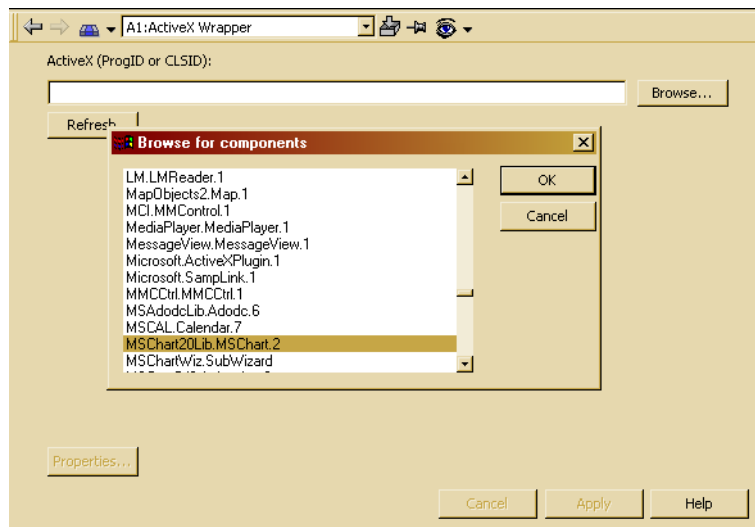 A1:ActiveX Wrapper
ActiveX (ProgID or CLSID):
Browse...
Refresh
Browse for components
LM.LMReader.1
MapObjects2.Map.1
MCI.MMControl.1
MediaPlayer.MediaPlayer.1
MessageView.MessageView.1
Microsoft.ActiveXPlugin.1
Microsoft.SampLink.1
MMCCtrl.MMCCtrl.1
MSAdodcLib.Adodc.6
MSCAL.Calendar.7
MSChart20Lib.MSChart.2
MSChartWiz.SubWizard
OK
Cancel
Properties...
Cancel Apply Help